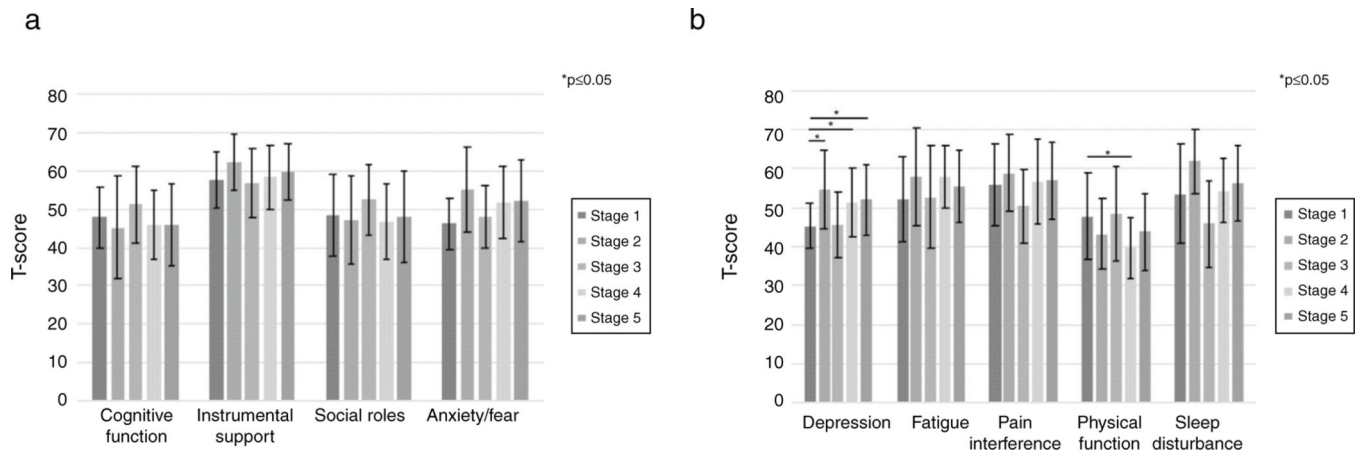 a
*p≤0.05
T-score
80
70
60
50
40
30
20
10
0
Cognitive
function
Instrumental
support
Social roles
Anxiety/fear
Stage 1
Stage 2
Stage 3
Stage 4
Stage 5
b
*p≤0.05
T-score
80
70
60
50
40
30
20
10
0
*
*
*
*
Depression
Fatigue
Pain
interference
Physical
function
Sleep
disturbance
Stage 1
Stage 2
Stage 3
Stage 4
Stage 5